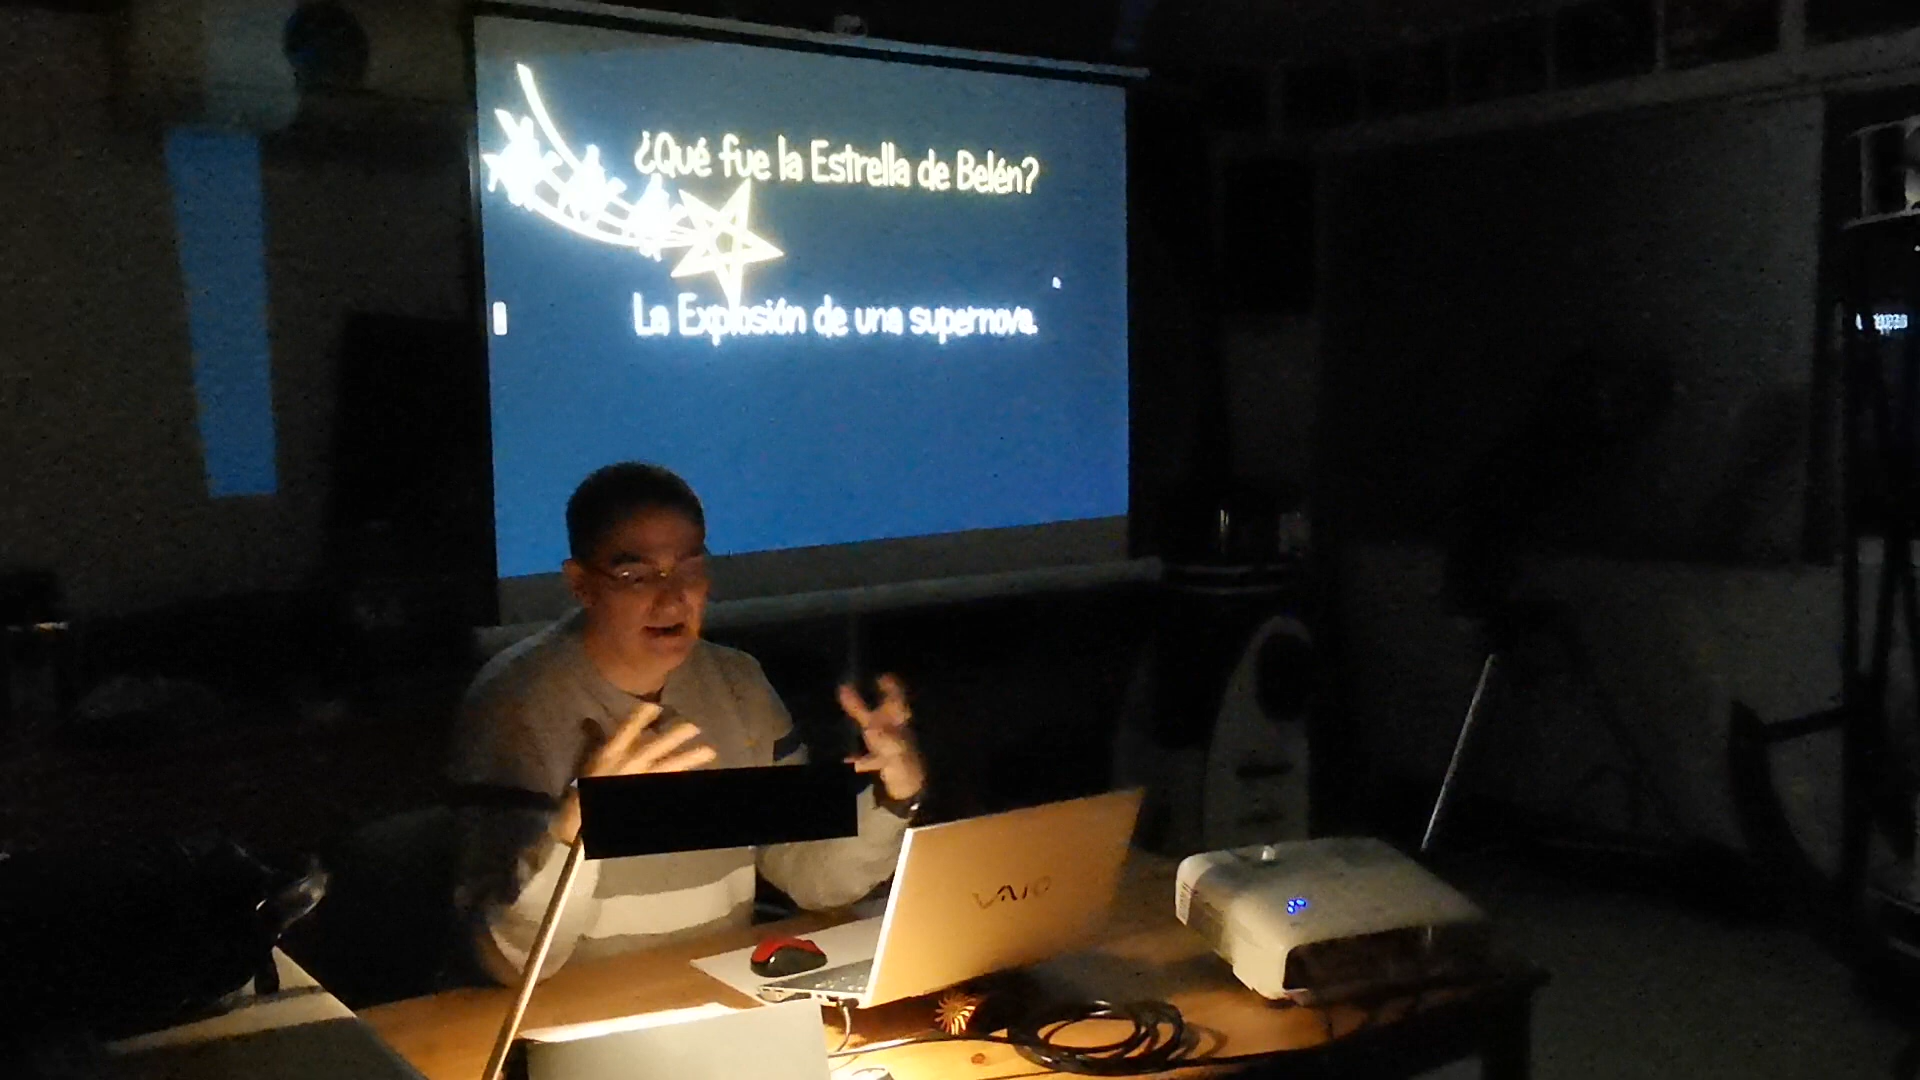 ¿Qué fue la Estrella de Belén?
La Explosión de una supernova.
VAIO